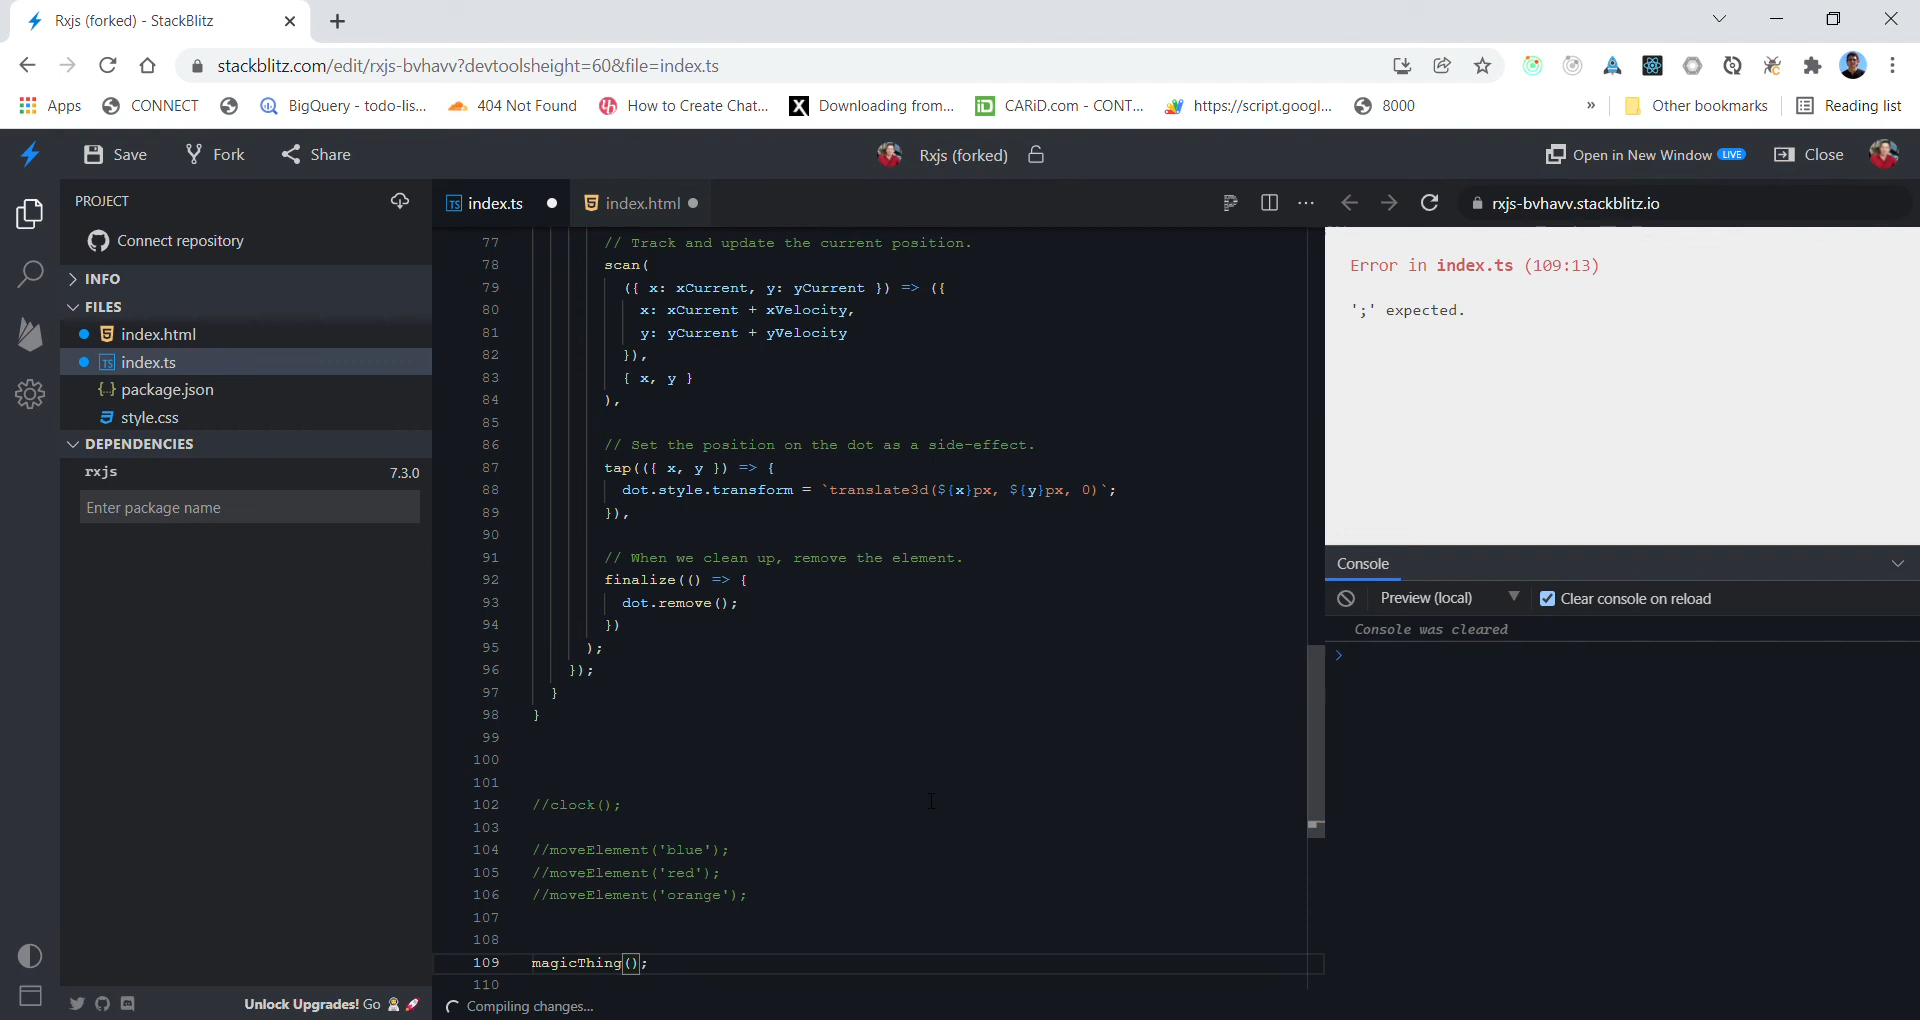 Rxjs (forked) - StackBlitz
stackblitz.com/edit/rxjs-bvhavv?devtoolsheight=60&file=index.ts
Apps CONNECT BigQuery - todo-lis... 404 Not Found How to Create Chat... Downloading from... CARiD.com - CONT... https://script.googl... 8000 » Other bookmarks Reading list
Save Fork Share Rxjs (forked) Open in New Window LIVE Close
PROJECT
Connect repository
INFO
FILES
index.html
TS index.ts
{..} package.json
style.css
DEPENDENCIES
rxjs 7.3.0
Enter package name
Unlock Upgrades! Go
TS index.ts index.html
77 // Track and update the current position.
78 scan(
79 ({ x: xCurrent, y: yCurrent }) => ({
80 x: xCurrent + xVelocity,
81 y: yCurrent + yVelocity
82 }),
83 { x, y }
84 ),
85
86 // Set the position on the dot as a side-effect.
87 tap(({ x, y }) => {
88 dot.style.transform = `translate3d(${x}px, ${y}px, 0)`;
89 }),
90
91 // When we clean up, remove the element.
92 finalize(() => {
93 dot.remove();
94 })
95 );
96 });
97 }
98 }
99
100
101
102 //clock();
103
104 //moveElement('blue');
105 //moveElement('red');
106 //moveElement('orange');
107
108
109 magicThing();
110
Compiling changes...
rxjs-bvhavv.stackblitz.io
Error in index.ts (109:13)
';' expected.
Console
Preview (local) Clear console on reload
Console was cleared
>